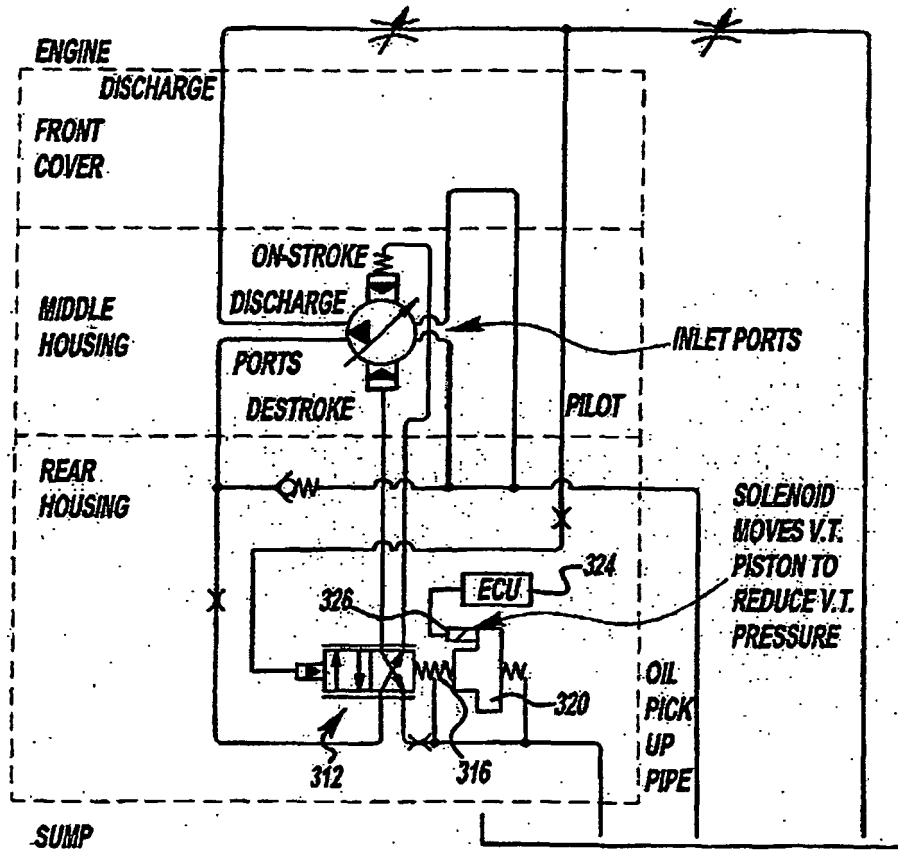 ENGINE
DISCHARGE
FRONT
COVER
ON-STROKE
DISCHARGE
MIDDLE
HOUSING
INLET PORTS
PORTS
DESTROKE
PILOT
REAR
HOUSING
SOLENOID
MOVES V.T.
PISTON TO
REDUCE V.T.
PRESSURE
324
ECU
326
OIL
PICK
UP
PIPE
320
312
316
SUMP